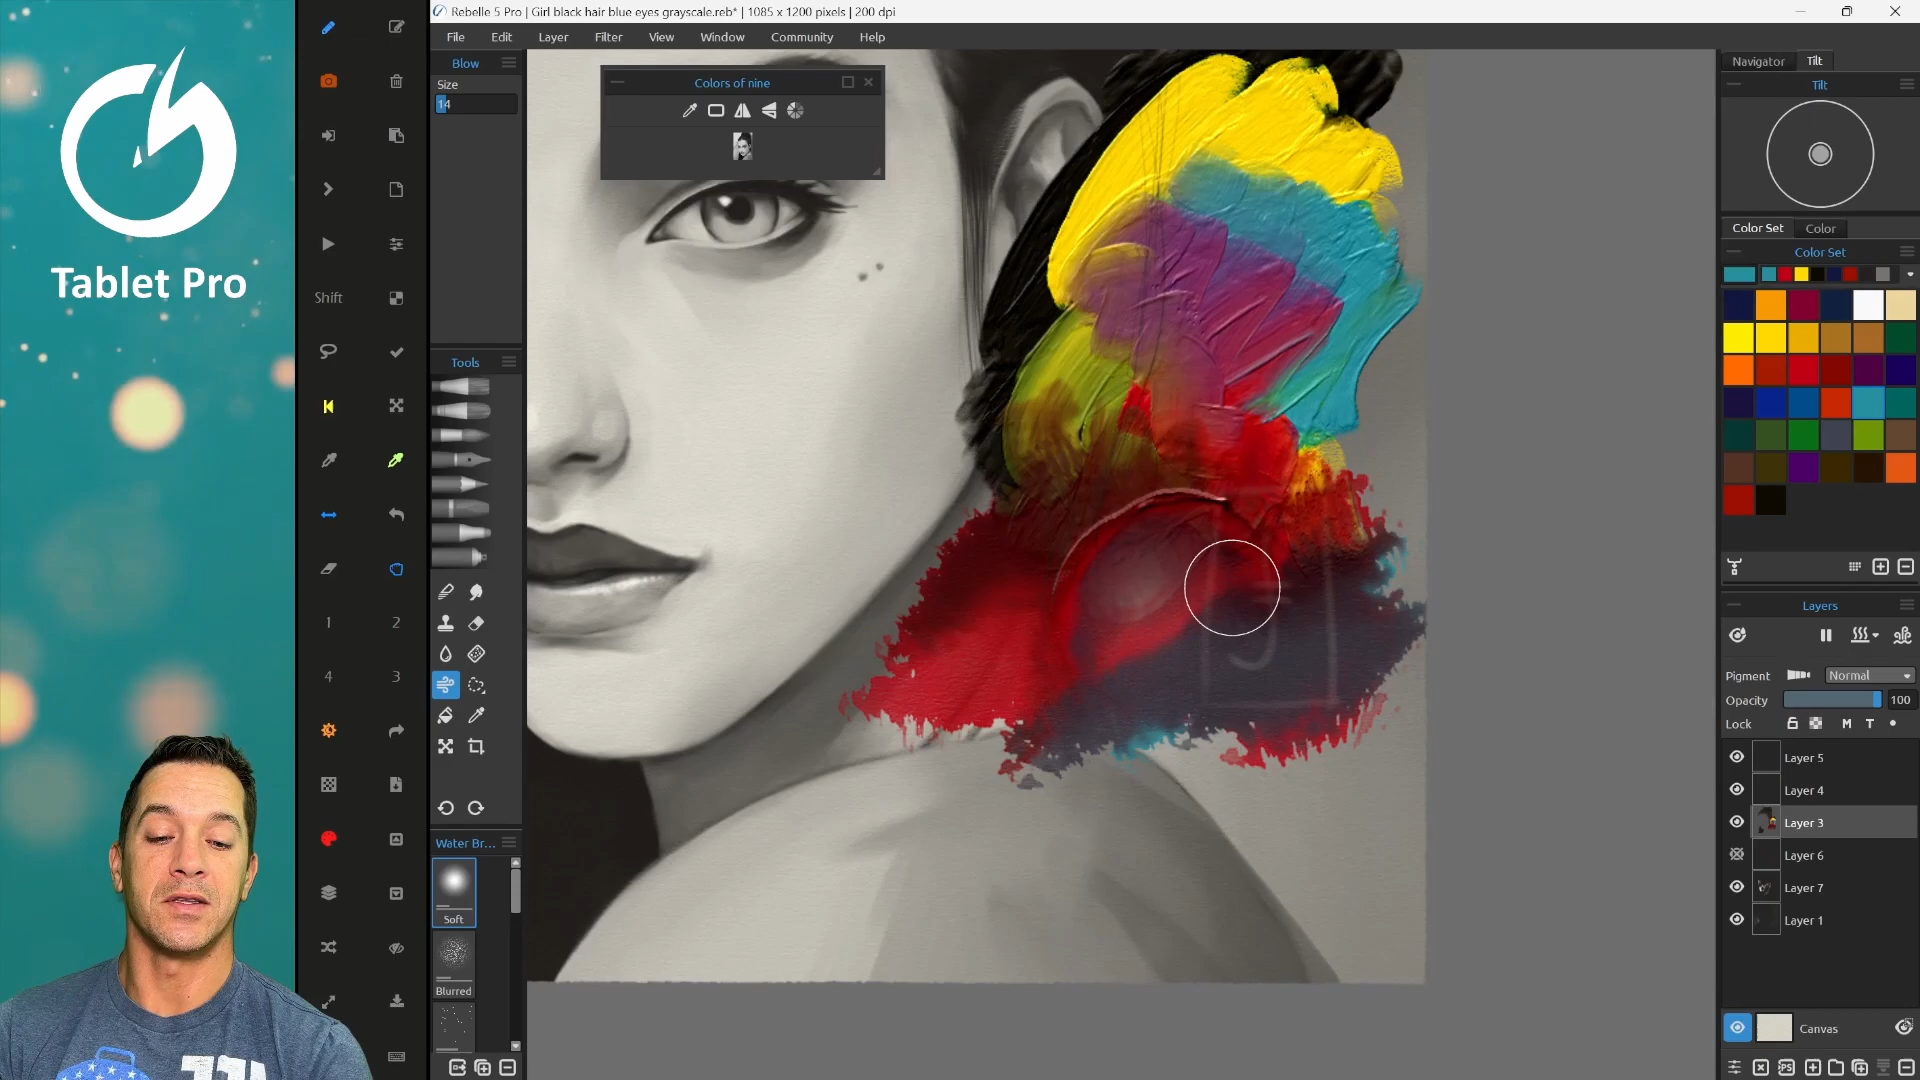 Tablet Pro
Shift
1
2
4
3
Rebelle 5 Pro | Girl black hair blue eyes grayscale.reb* | 1085 x 1200 pixels | 200 dpi
File
Edit
Layer
Filter
View
Window
Community
Help
Blow
Size
14
Tools
Water Br...
Soft
Blurred
Colors of nine
Navigator
Tilt
Tilt
Color Set
Color
Color Set
Layers
Pigment
Normal
Opacity
100
Lock
M
T
Layer 5
Layer 4
Layer 3
Layer 6
Layer 7
Layer 1
Canvas
PS